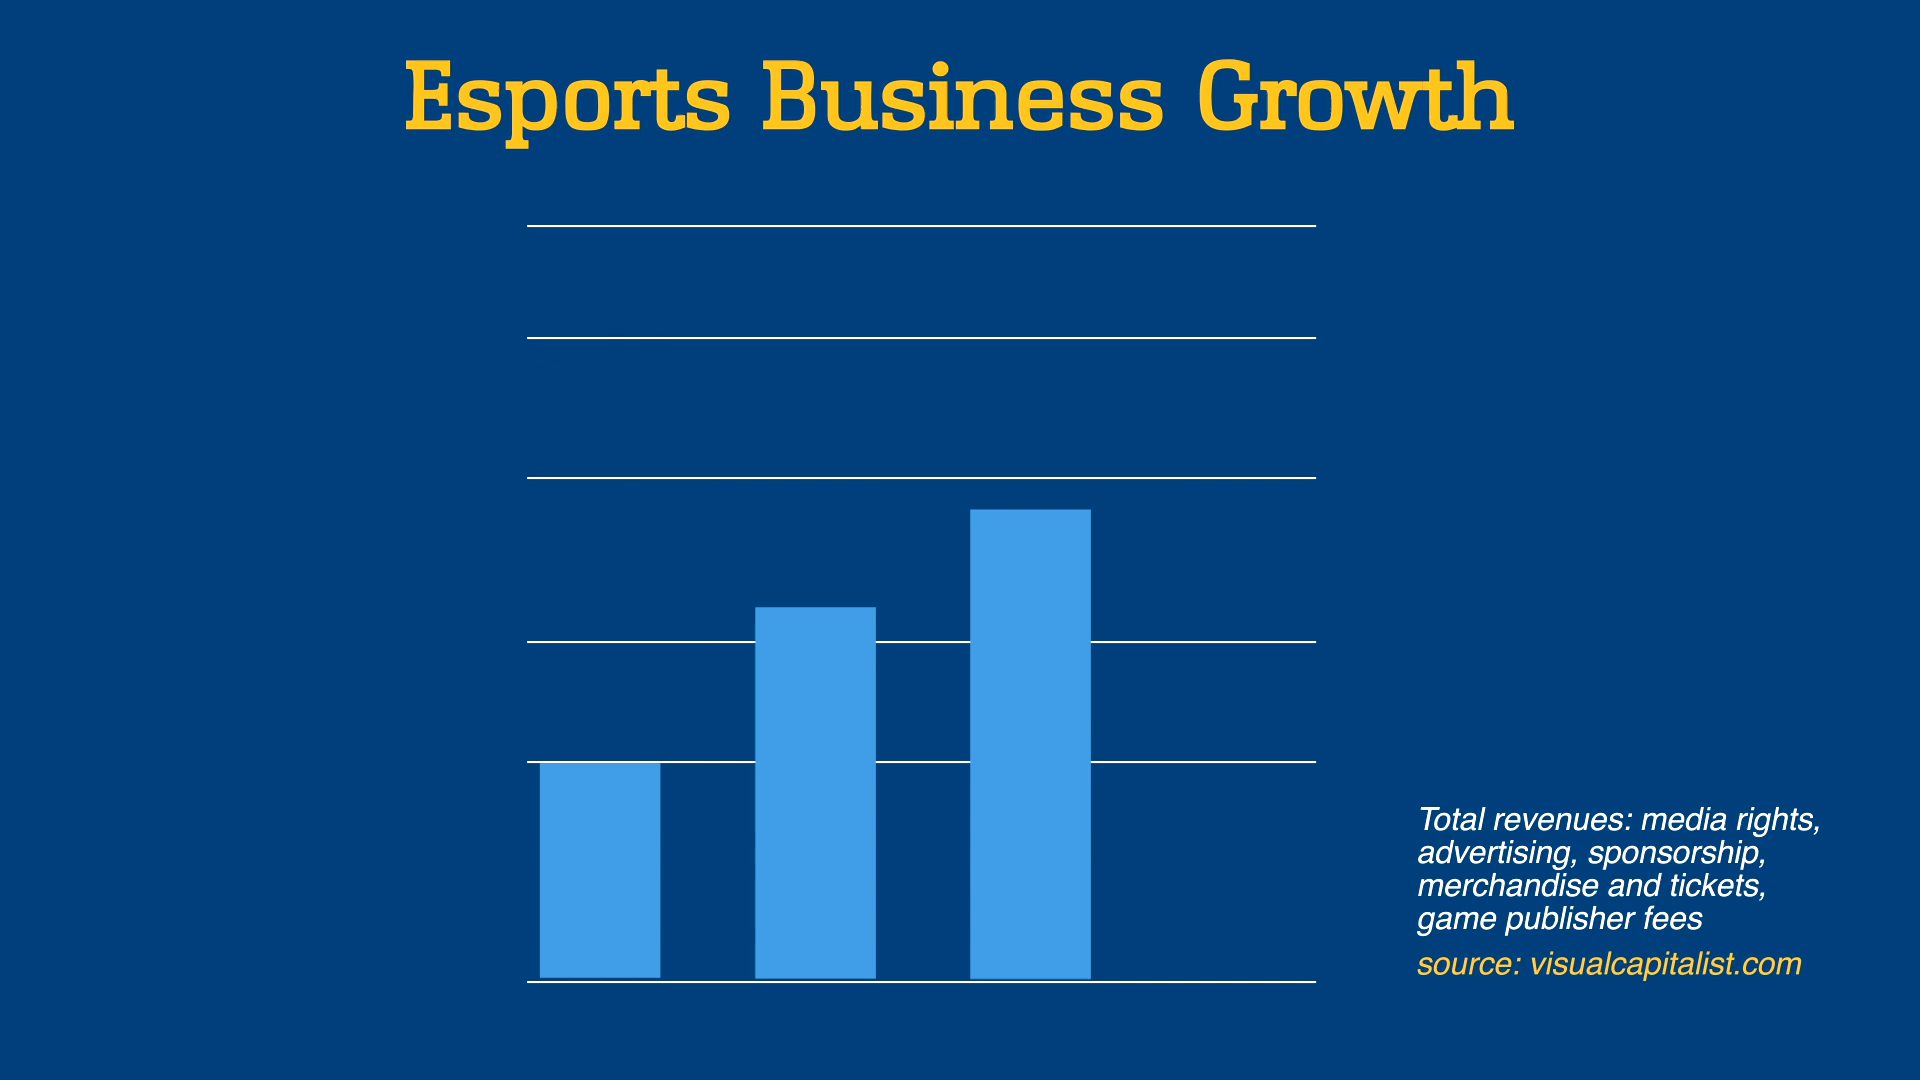 Esports Business Growth
Total revenues: media rights,
advertising, sponsorship,
merchandise and tickets,
game publisher fees
source: visualcapitalist.com